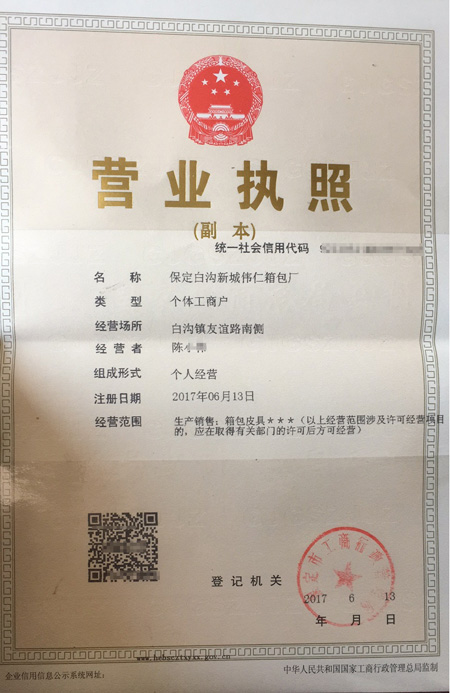 营业执照
(副 本)
统一社会信用代码
名 称 保定白沟新城伟仁箱包厂
类 型 个体工商户
经营场所 白沟镇友谊路南侧
经 营 者 陈
组成形式 个人经营
注册日期 2017年06月13日
经营范围 生产销售：箱包皮具＊＊＊（以上经营范围涉及许可经营项目
的，应在取得有关部门的许可后方可经营）
登 记 机 关
2017 6 13
年 月 日
企业信用信息公示系统网址：
中华人民共和国国家工商行政管理总局监制